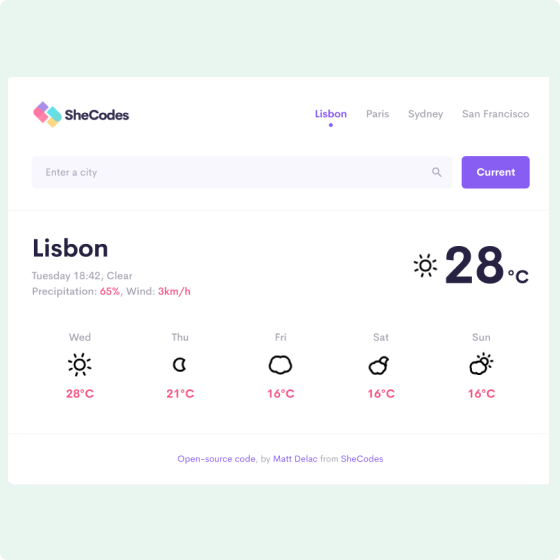 SheCodes
Lisbon Paris Sydney San Francisco
Enter a city
Current
Lisbon
Tuesday 18:42, Clear
Precipitation: 65%, Wind: 3km/h
28 °C
Wed Thu Fri Sat Sun
28°C 21°C 16°C 16°C 16°C
Open-source code, by Matt Delac from SheCodes